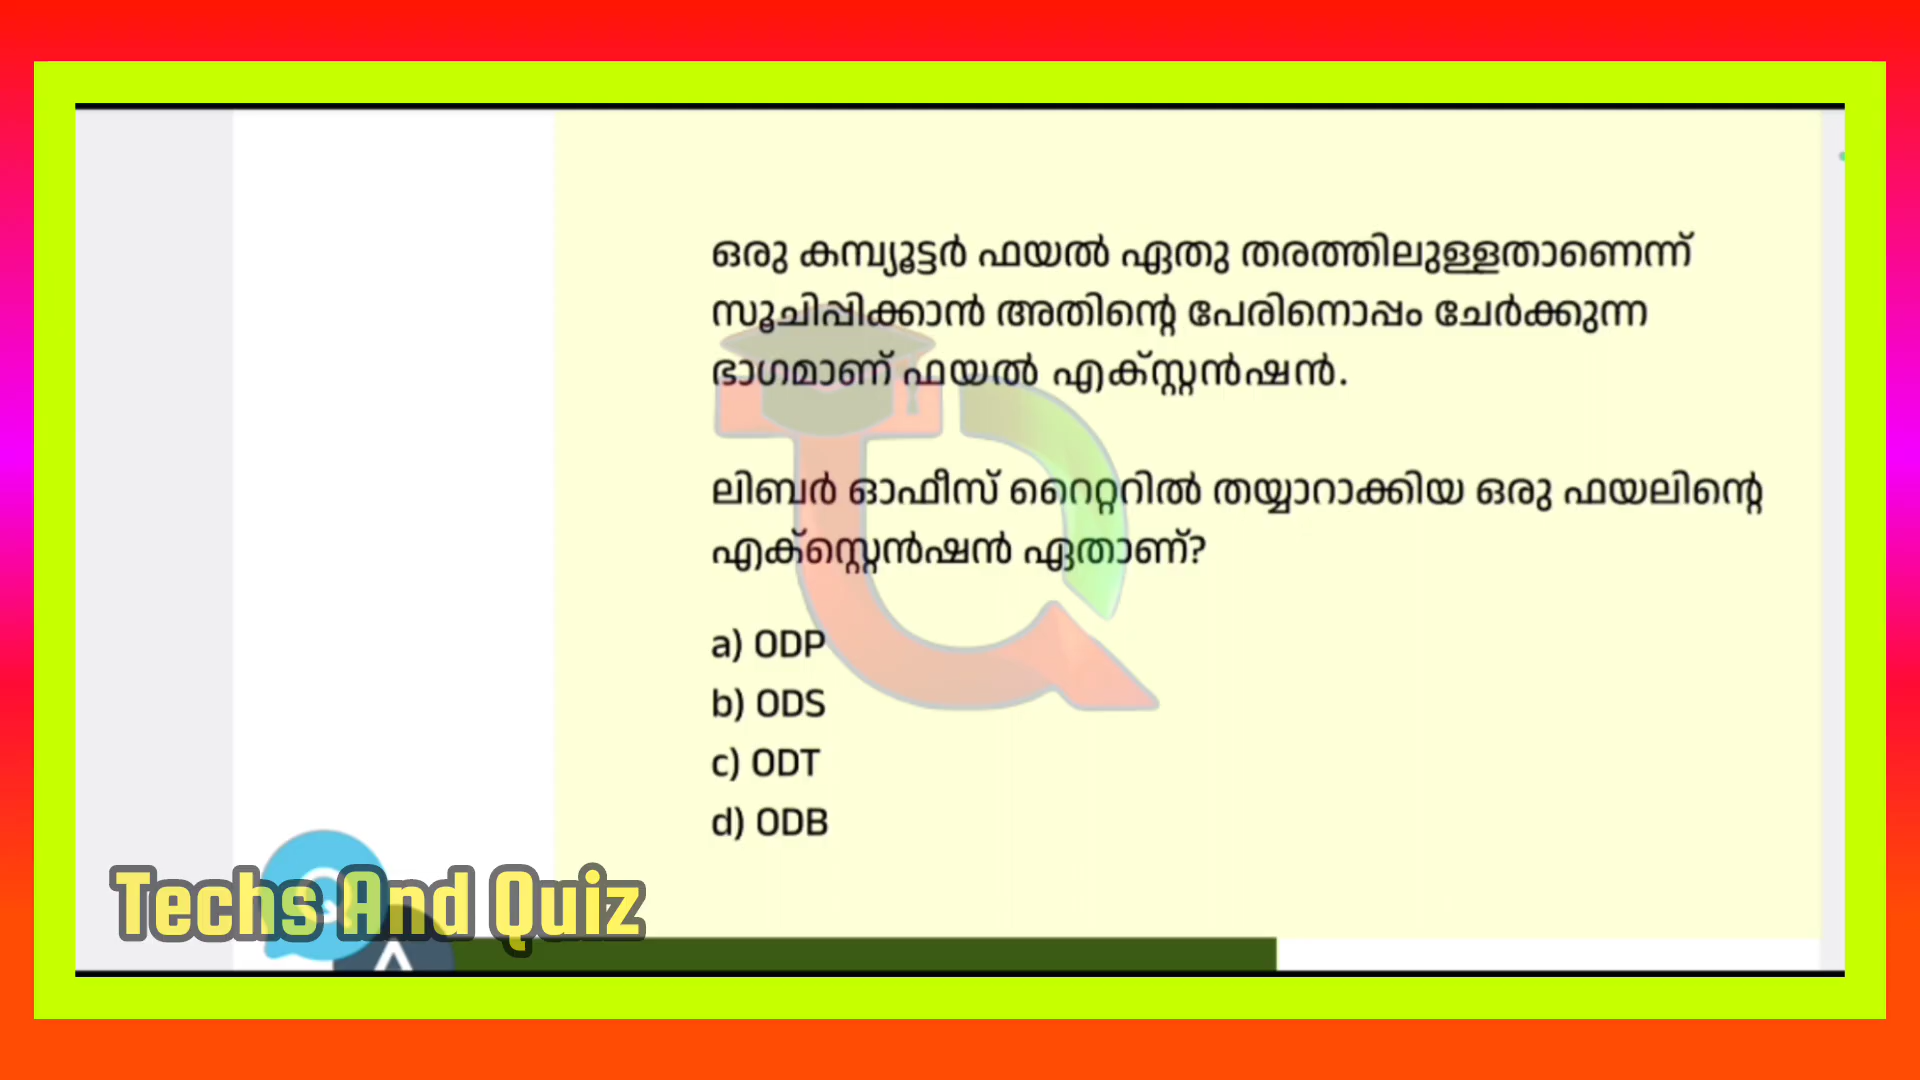 ഒരു കമ്പ്യൂട്ടർ ഫയൽ ഏതു തരത്തിലുള്ളതാണെന്ന്
സൂചിപ്പിക്കാൻ അതിന്റെ പേരിനൊപ്പം ചേർക്കുന്ന
ഭാഗമാണ് ഫയൽ എക്സ്റ്റൻഷൻ.
ലിബർ ഓഫീസ് റൈറ്ററിൽ തയ്യാറാക്കിയ ഒരു ഫയലിന്റെ
എക്സ്റ്റെൻഷൻ ഏതാണ്?
a) ODP
b) ODS
c) ODT
d) ODB
Techs And Quiz